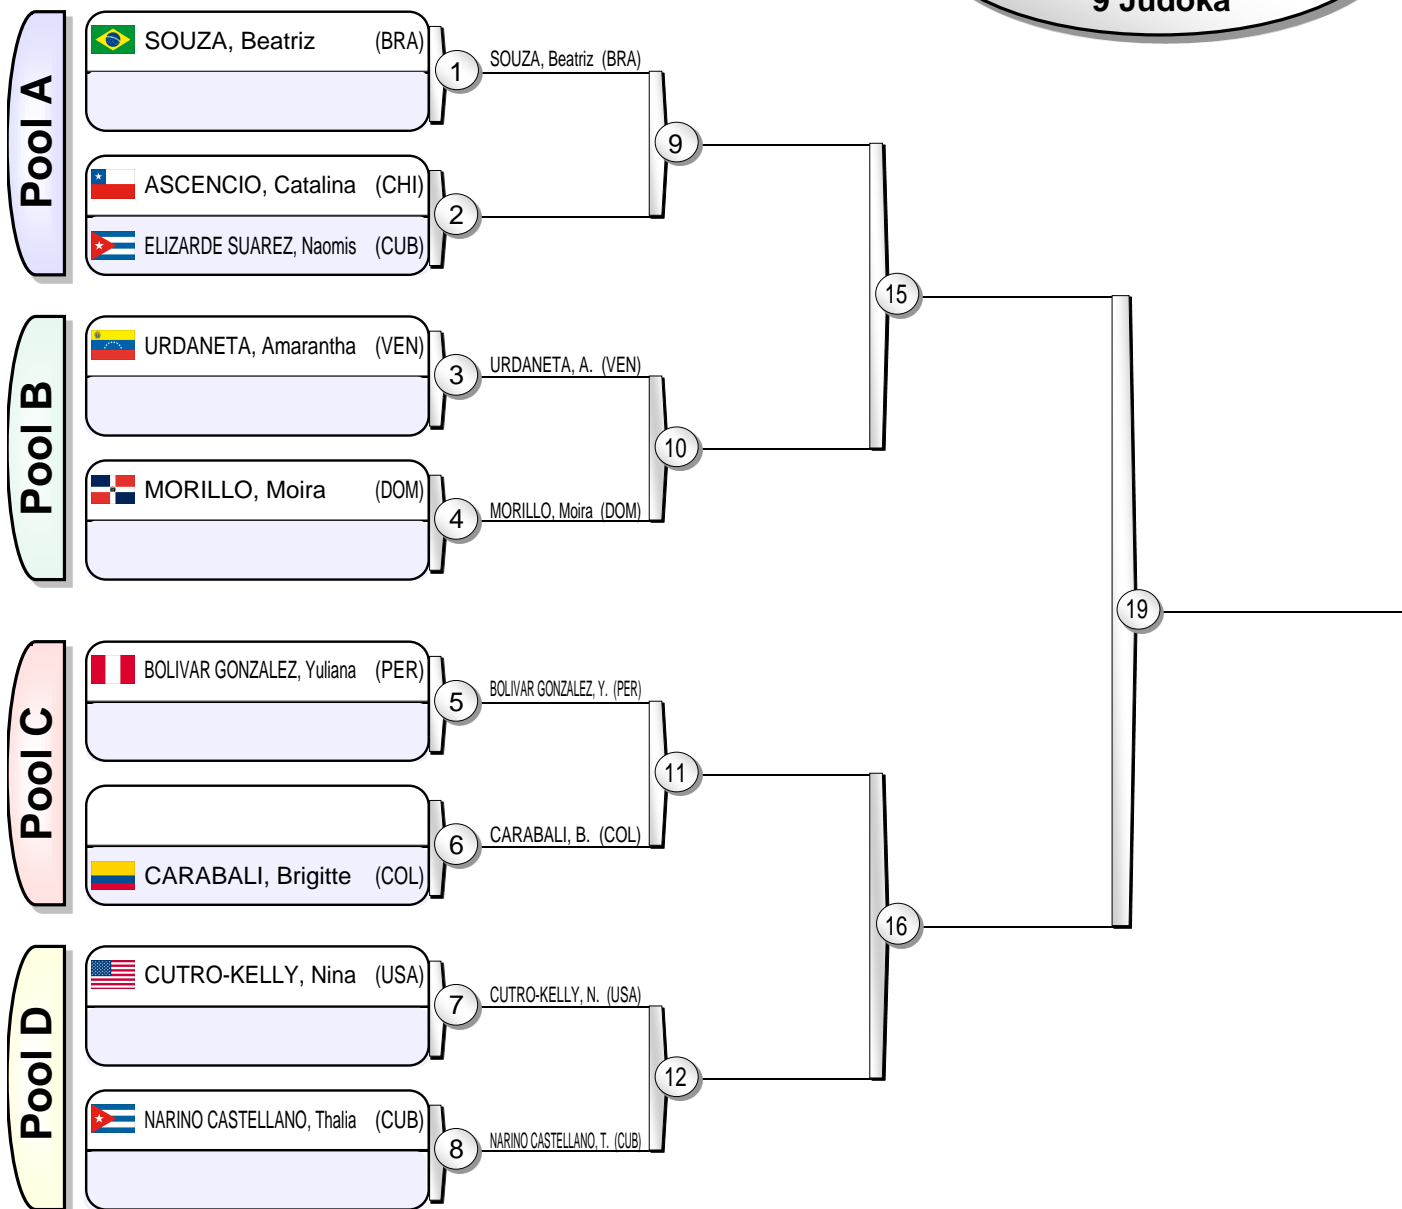 9 Judoka
Pool A
SOUZA, Beatriz (BRA)
1
SOUZA, Beatriz (BRA)
9
ASCENCIO, Catalina (CHI)
2
ELIZARDE SUAREZ, Naomis (CUB)
15
Pool B
URDANETA, Amarantha (VEN)
3
URDANETA, A. (VEN)
10
MORILLO, Moira (DOM)
4
MORILLO, Moira (DOM)
19
Pool C
BOLIVAR GONZALEZ, Yuliana (PER)
5
BOLIVAR GONZALEZ, Y. (PER)
11
6
CARABALI, B. (COL)
CARABALI, Brigitte (COL)
16
Pool D
CUTRO-KELLY, Nina (USA)
7
CUTRO-KELLY, N. (USA)
12
NARINO CASTELLANO, Thalia (CUB)
8
NARINO CASTELLANO, T. (CUB)